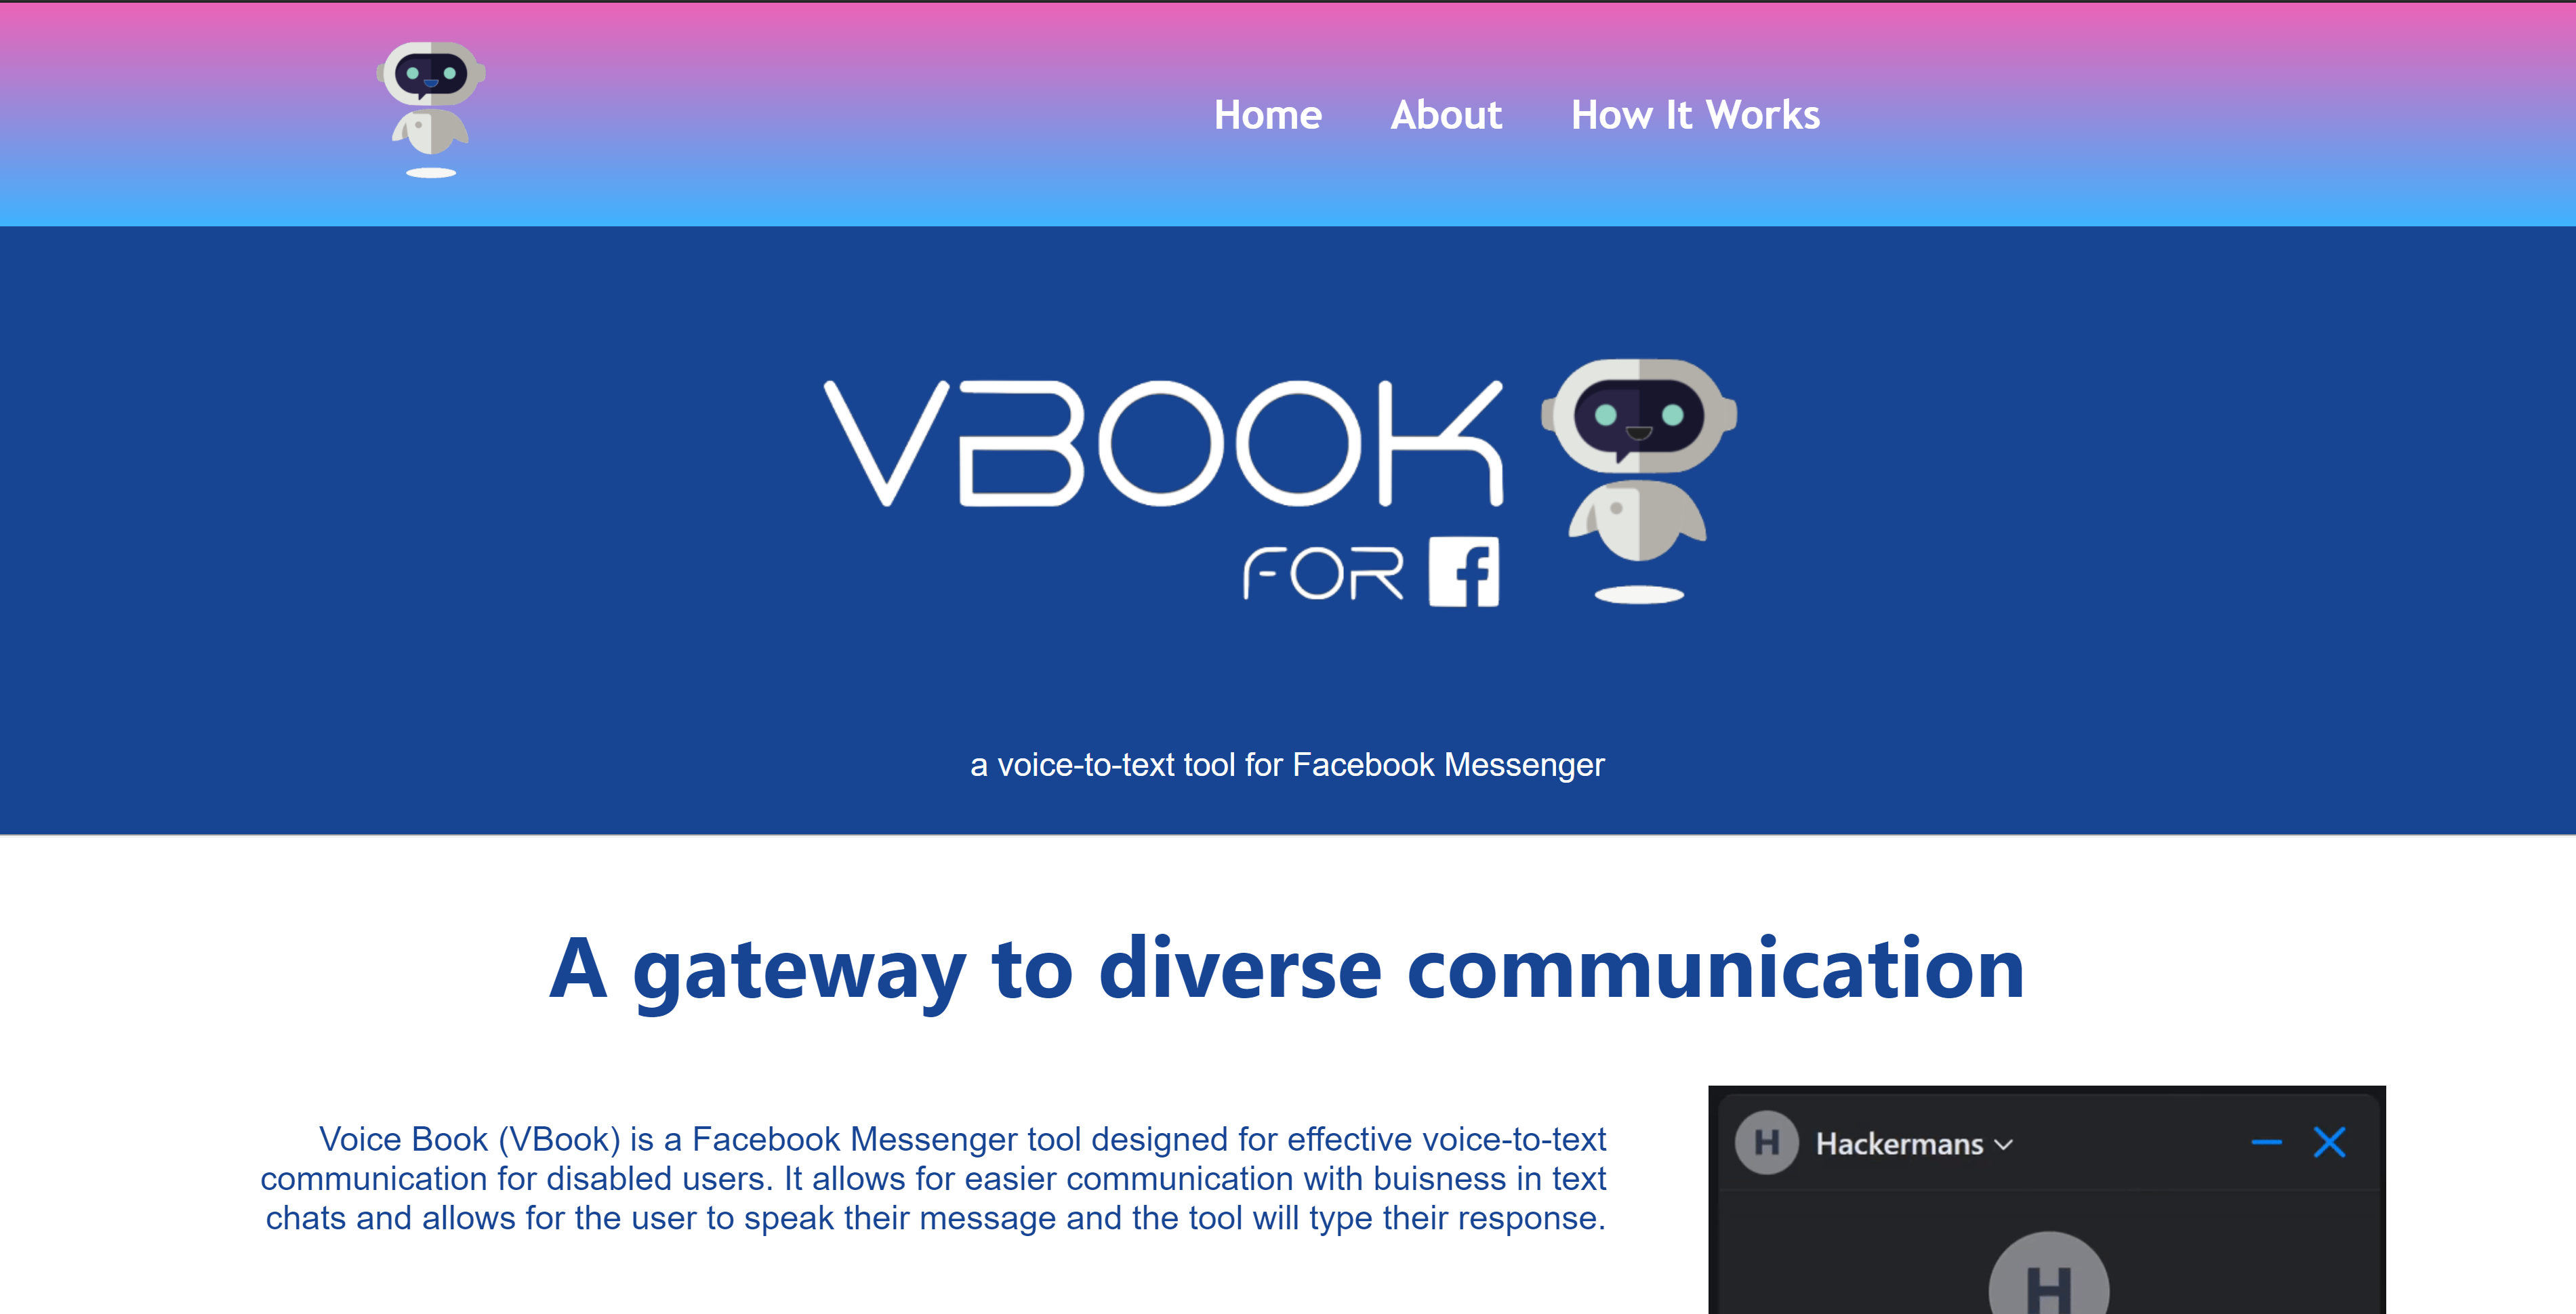 Home About How It Works
VBOOK
FOR f
a voice-to-text tool for Facebook Messenger
A gateway to diverse communication
Voice Book (VBook) is a Facebook Messenger tool designed for effective voice-to-text
communication for disabled users. It allows for easier communication with buisness in text
chats and allows for the user to speak their message and the tool will type their response.
H Hackermans
H